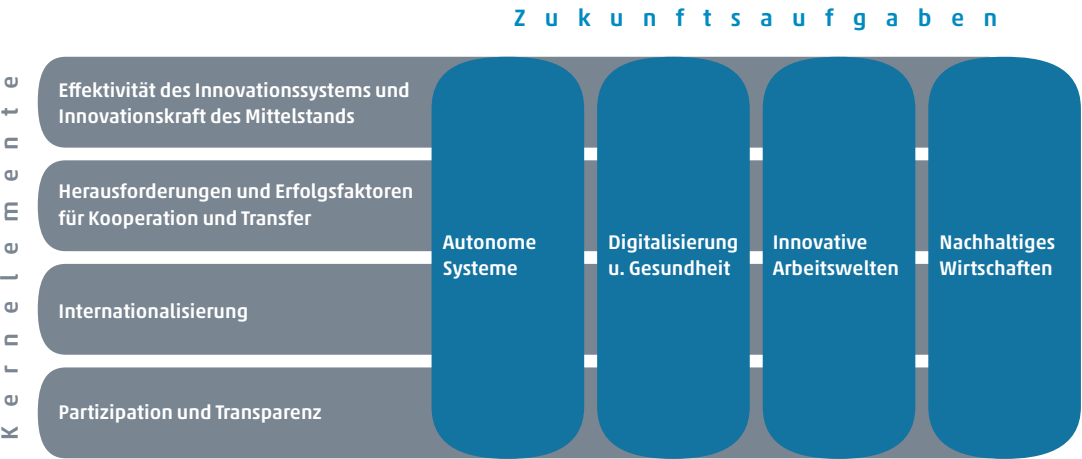 Zukunftsaufgaben
Kernelemente
Effektivität des Innovationssystems und
Innovationskraft des Mittelstands
Herausforderungen und Erfolgsfaktoren
für Kooperation und Transfer
Internationalisierung
Partizipation und Transparenz
Autonome
Systeme
Digitalisierung
u. Gesundheit
Innovative
Arbeitswelten
Nachhaltiges
Wirtschaften